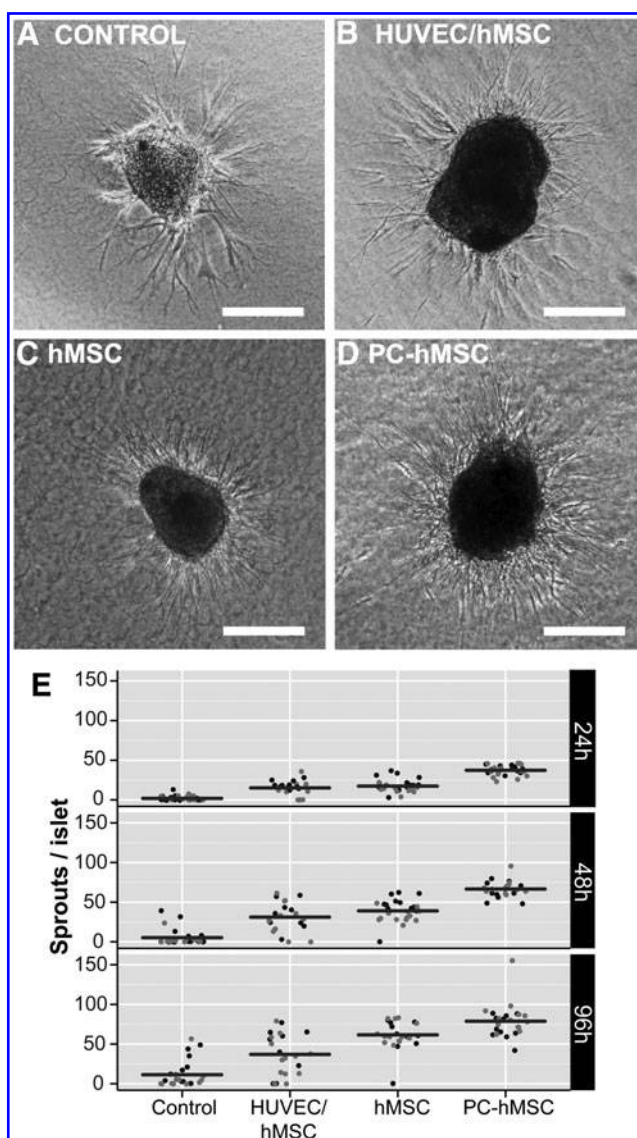 A CONTROL
B HUVEC/hMSC
C hMSC
D PC-hMSC
E
Sprouts / islet
150
100
50
0
24h
150
100
50
0
48h
150
100
50
0
96h
Control
HUVEC/
hMSC
hMSC
PC-hMSC